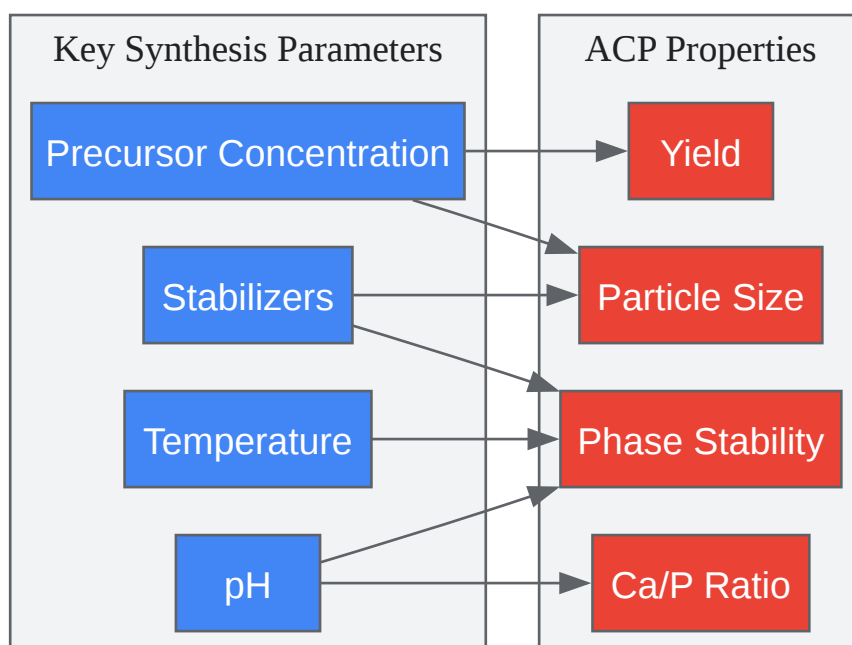 Key Synthesis Parameters
ACP Properties
Precursor Concentration
Yield
Stabilizers
Particle Size
Temperature
Phase Stability
pH
Ca/P Ratio